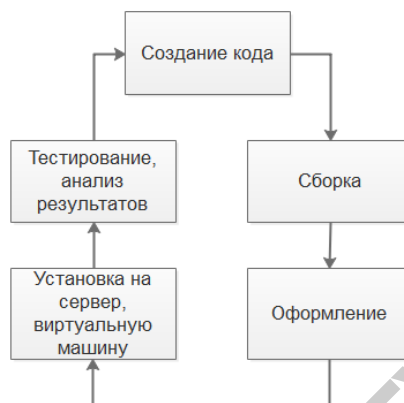 Создание кода
Тестирование,
анализ
результатов
Сборка
Установка на
сервер,
виртуальную
машину
Оформление